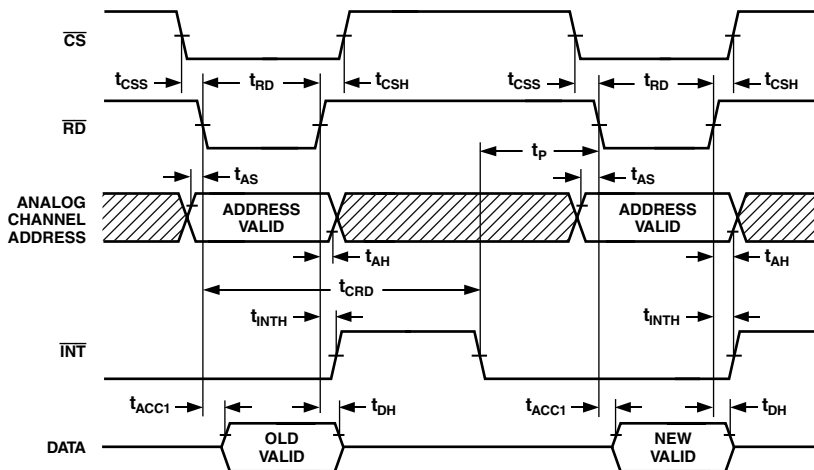 CS
tCSS tRD tCSH tCSS tRD tCSH
RD
tP
tAS tAS
ANALOG
CHANNEL
ADDRESS
ADDRESS
VALID
ADDRESS
VALID
tAH tAH
tCRD
tINTH tINTH
INT
tACC1 tDH tACC1 tDH
DATA
OLD
VALID
NEW
VALID